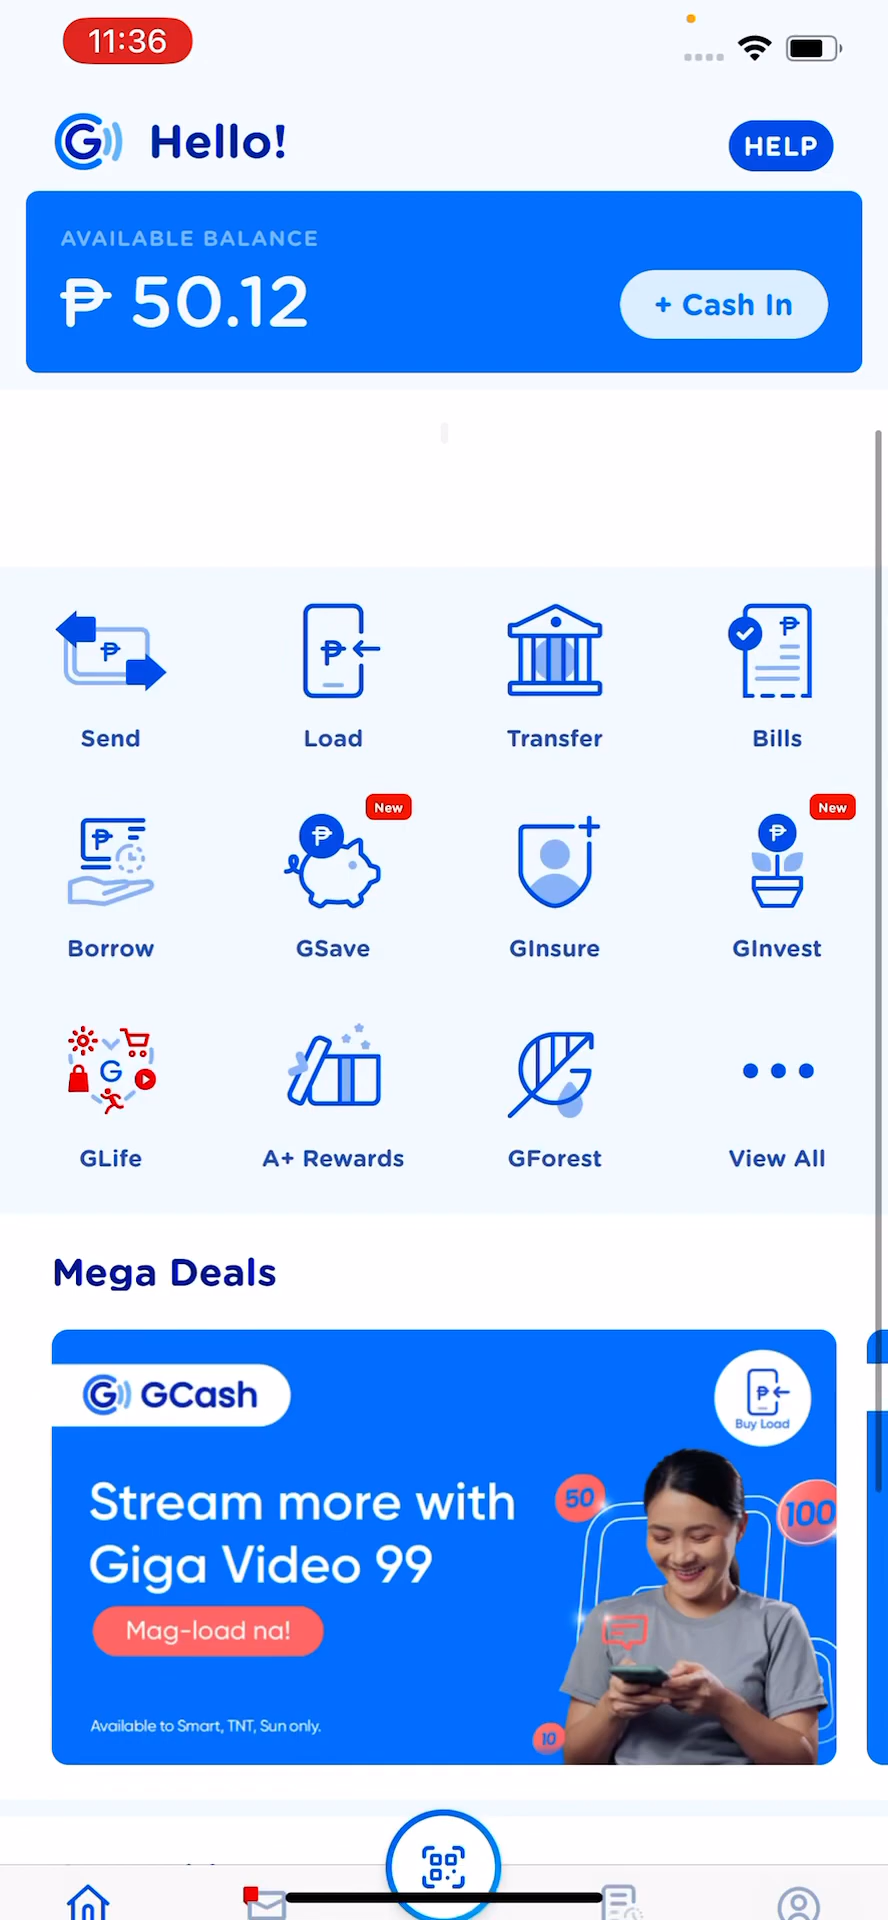 11:36
Hello!
HELP
AVAILABLE BALANCE
₱ 50.12
+ Cash In
Send
Load
Transfer
Bills
New
New
Borrow
GSave
GInsure
GInvest
G
GLife
A+ Rewards
GForest
View All
Mega Deals
GCash
Buy Load
Stream more with
Giga Video 99
50
100
Mag-load na!
Available to Smart, TNT, Sun only.
10